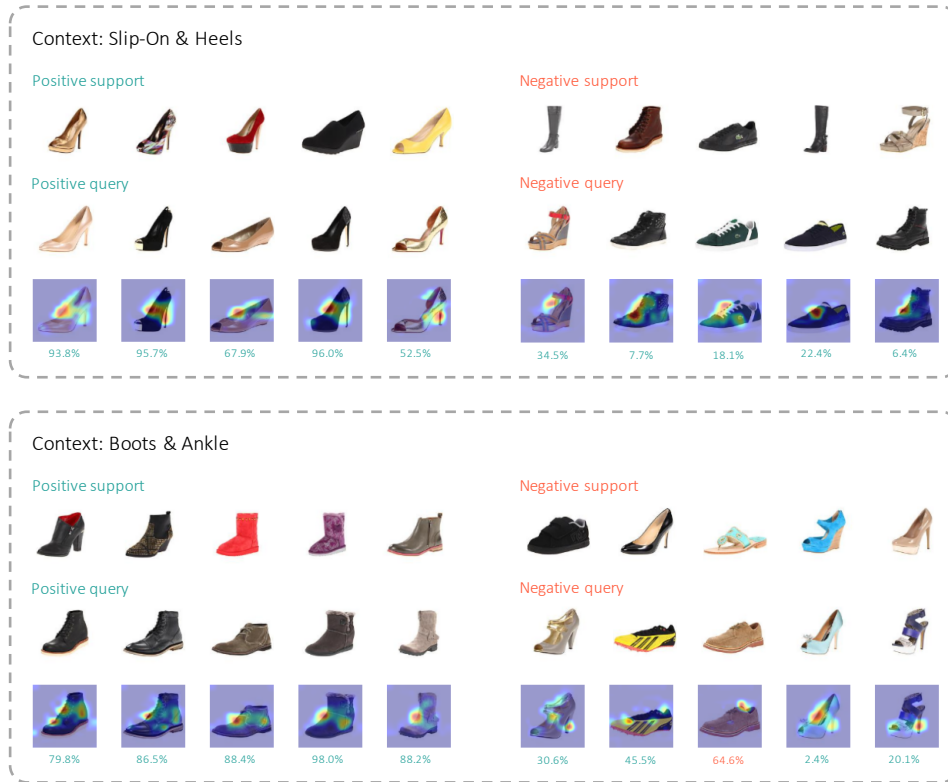 Context: Slip-On & Heels
Positive support
Negative support
Positive query
Negative query
93.8% 95.7% 67.9% 96.0% 52.5% 34.5% 7.7% 18.1% 22.4% 6.4%
Context: Boots & Ankle
Positive support
Negative support
Positive query
Negative query
79.8% 86.5% 88.4% 98.0% 88.2% 30.6% 45.5% 64.6% 2.4% 20.1%